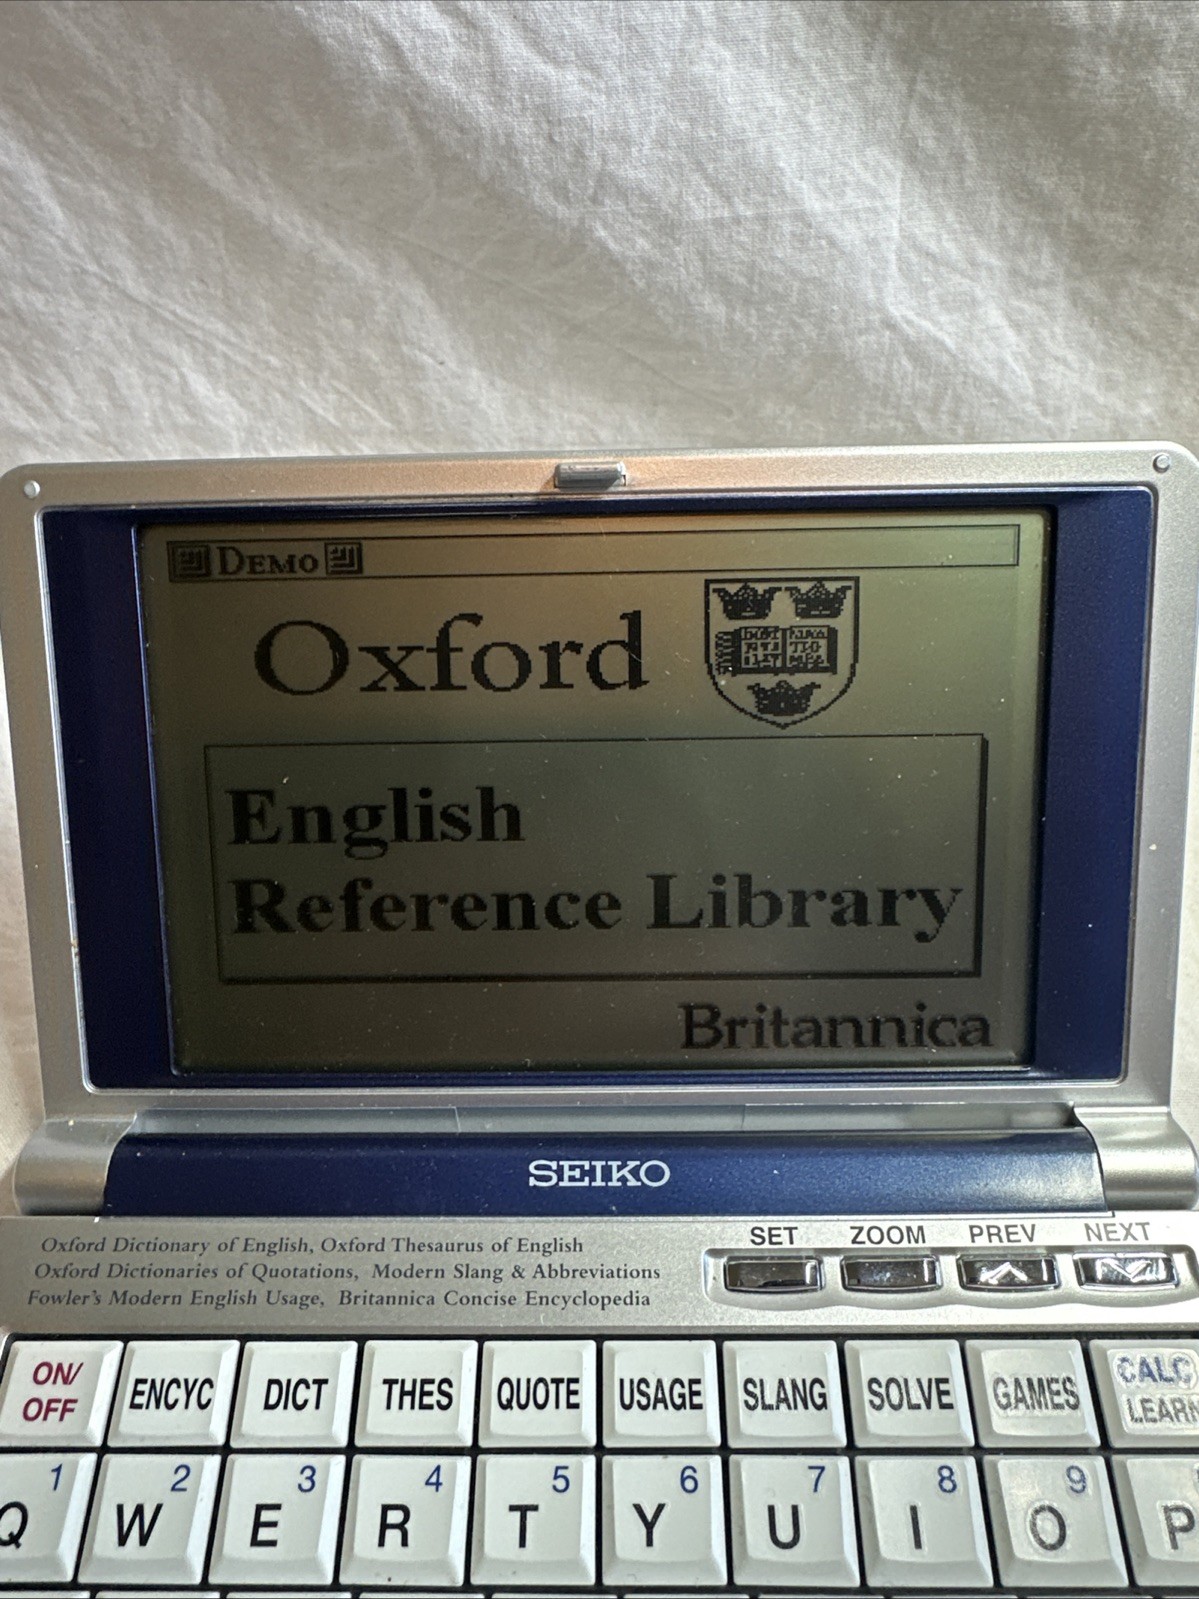 DEMO
Oxford
English
Reference Library
Britannica
SEIKO
Oxford Dictionary of English, Oxford Thesaurus of English
Oxford Dictionaries of Quotations, Modern Slang & Abbreviations
Fowler's Modern English Usage, Britannica Concise Encyclopedia
SET ZOOM PREV NEXT
ON/OFF ENCYC DICT THES QUOTE USAGE SLANG SOLVE GAMES CALC LEARN
1 2 3 4 5 6 7 8 9
Q W E R T Y U I O P